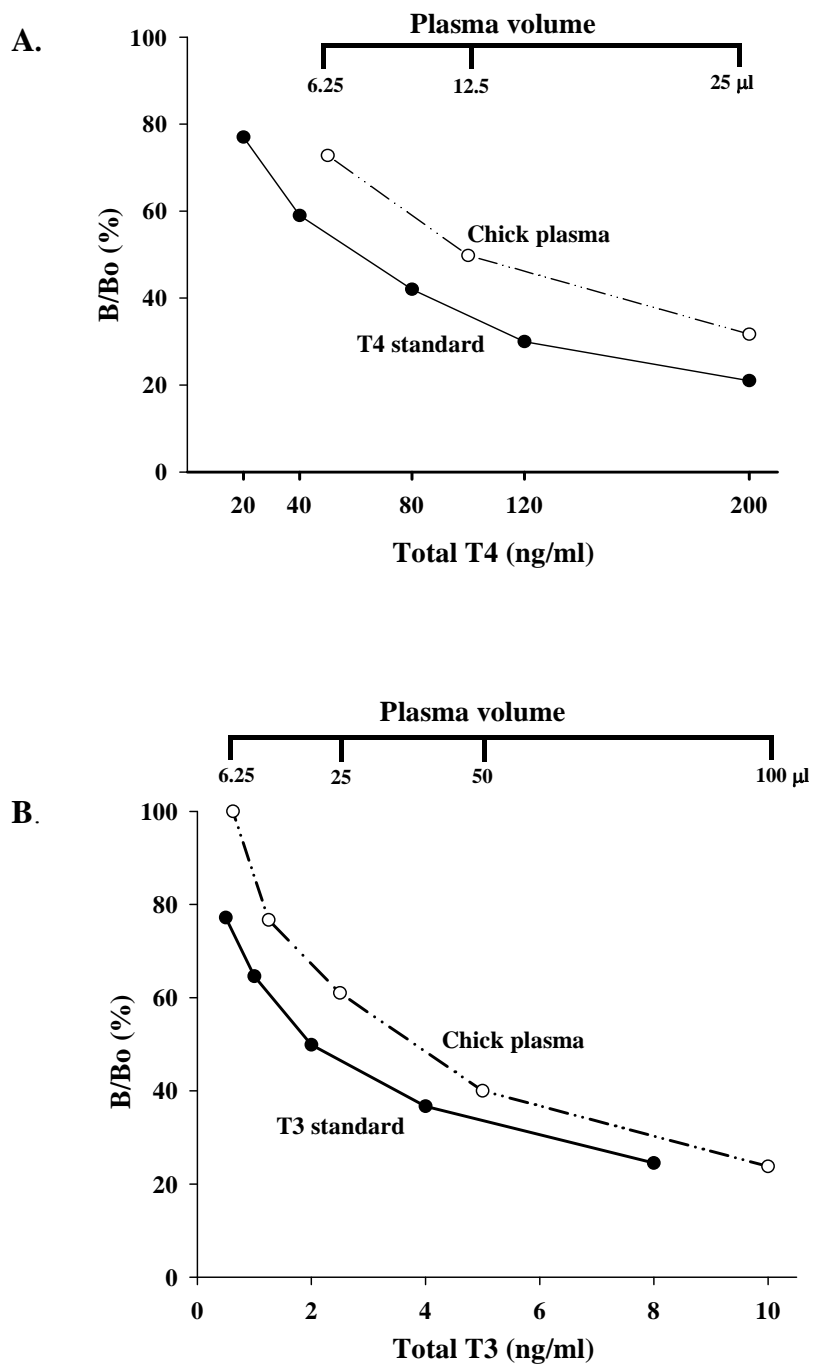 A.
Plasma volume
6.25 12.5 25 µl
100
80
60
40
20
0
B/Bo (%)
Chick plasma
T4 standard
20 40 80 120 200
Total T4 (ng/ml)
Plasma volume
6.25 25 50 100 µl
B.
100
80
60
40
20
0
B/Bo (%)
Chick plasma
T3 standard
0 2 4 6 8 10
Total T3 (ng/ml)